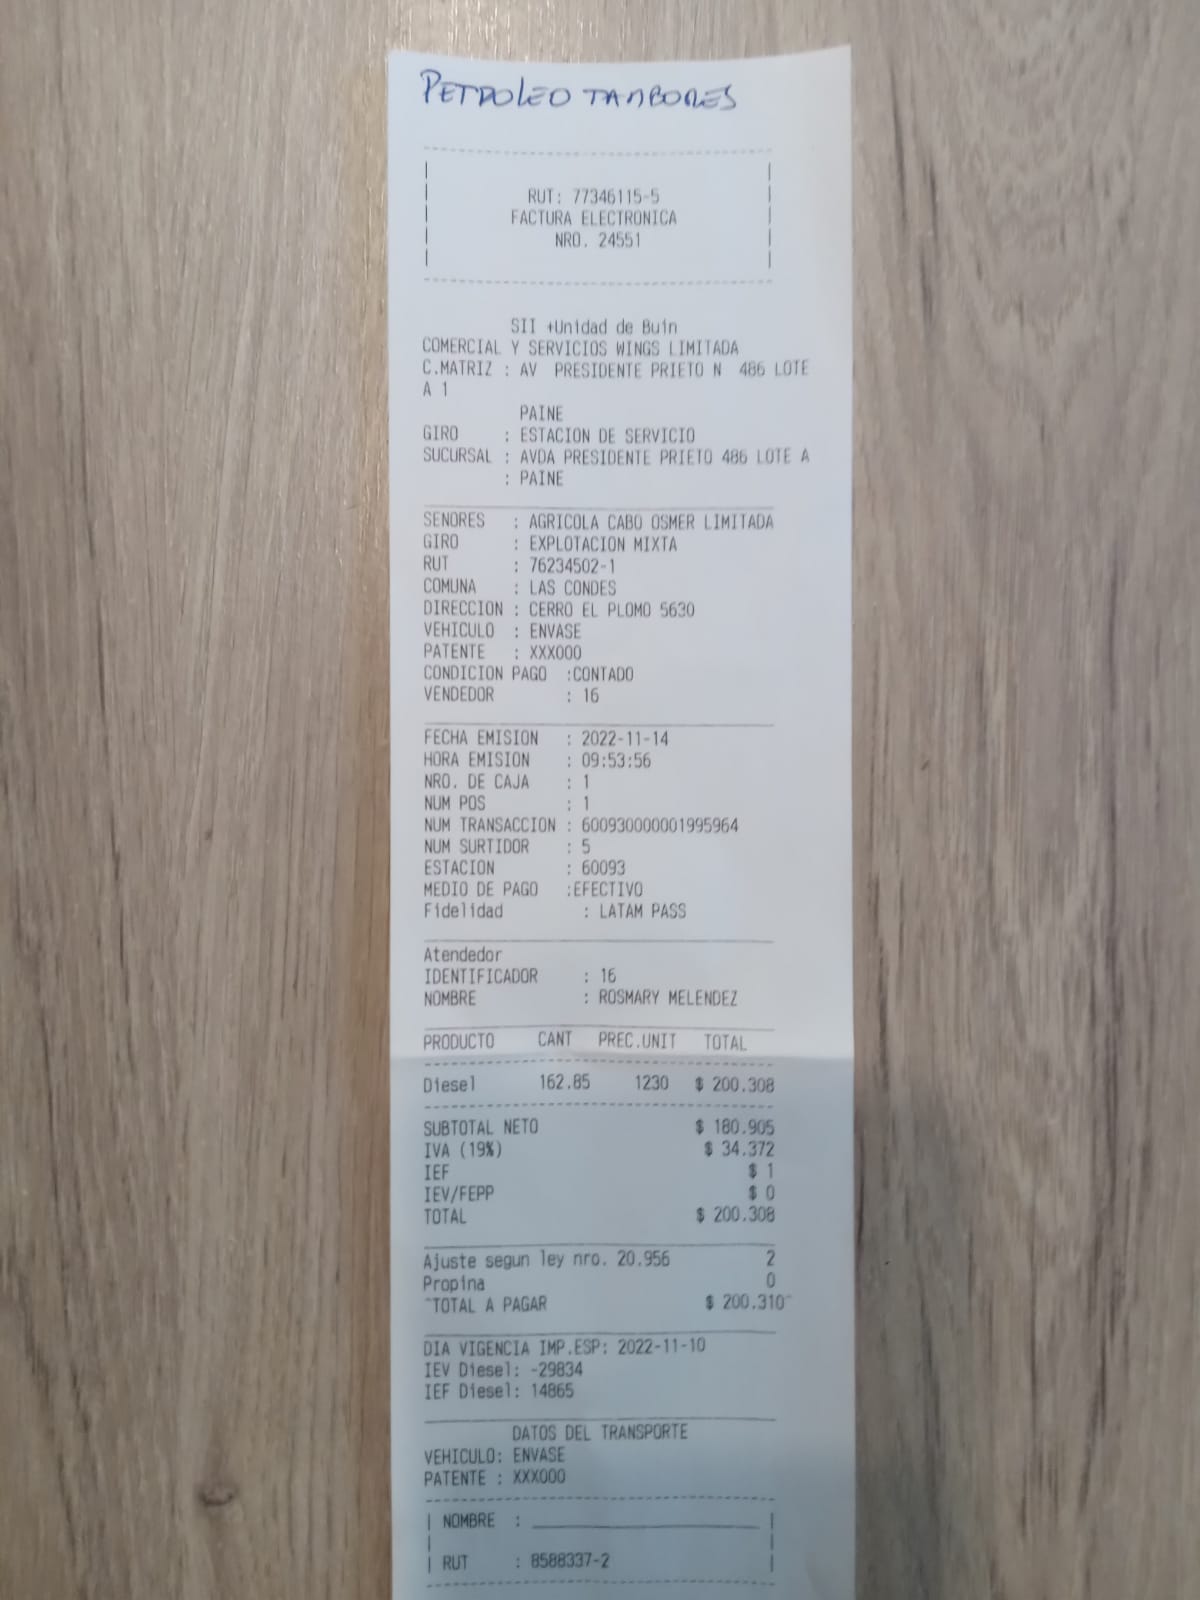 PETROLEO TAMBORES
RUT: 77346115-5
FACTURA ELECTRONICA
NRO. 24551
SII +Unidad de Buin
COMERCIAL Y SERVICIOS WINGS LIMITADA
C.MATRIZ : AV PRESIDENTE PRIETO N 486 LOTE
A 1
PAINE
GIRO : ESTACION DE SERVICIO
SUCURSAL : AVDA PRESIDENTE PRIETO 486 LOTE A
: PAINE
SENORES : AGRICOLA CABO OSMER LIMITADA
GIRO : EXPLOTACION MIXTA
RUT : 76234502-1
COMUNA : LAS CONDES
DIRECCION : CERRO EL PLOMO 5630
VEHICULO : ENVASE
PATENTE : XXX000
CONDICION PAGO :CONTADO
VENDEDOR : 16
FECHA EMISION : 2022-11-14
HORA EMISION : 09:53:56
NRO. DE CAJA : 1
NUM POS : 1
NUM TRANSACCION : 600930000001995964
NUM SURTIDOR : 5
ESTACION : 60093
MEDIO DE PAGO :EFECTIVO
Fidelidad : LATAM PASS
Atendedor
IDENTIFICADOR : 16
NOMBRE : ROSMARY MELENDEZ
PRODUCTO CANT PREC.UNIT TOTAL
Diesel 162.85 1230 $ 200.308
SUBTOTAL NETO $ 180.905
IVA (19%) $ 34.372
IEF $ 1
IEV/FEPP $ 0
TOTAL $ 200.308
Ajuste segun ley nro. 20.956 2
Propina 0
¨TOTAL A PAGAR $ 200.310¨
DIA VIGENCIA IMP.ESP: 2022-11-10
IEV Diesel: -29834
IEF Diesel: 14865
DATOS DEL TRANSPORTE
VEHICULO: ENVASE
PATENTE : XXX000
NOMBRE : ____________________
RUT : 8588337-2